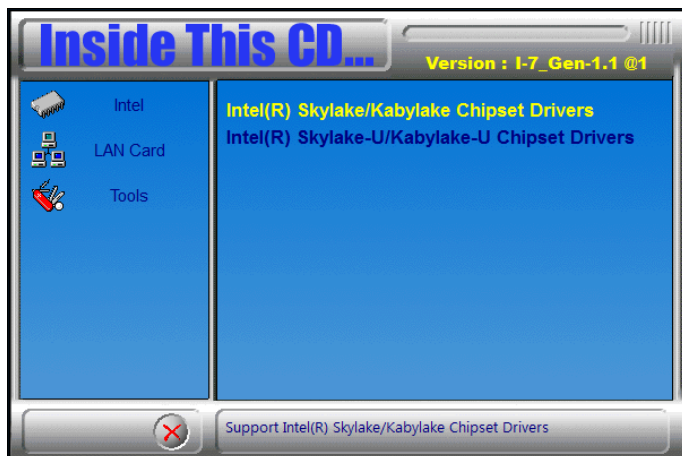 Inside This CD...
Version : I-7_Gen-1.1 @1
Intel
LAN Card
Tools
Intel(R) Skylake/Kabylake Chipset Drivers
Intel(R) Skylake-U/Kabylake-U Chipset Drivers
Support Intel(R) Skylake/Kabylake Chipset Drivers